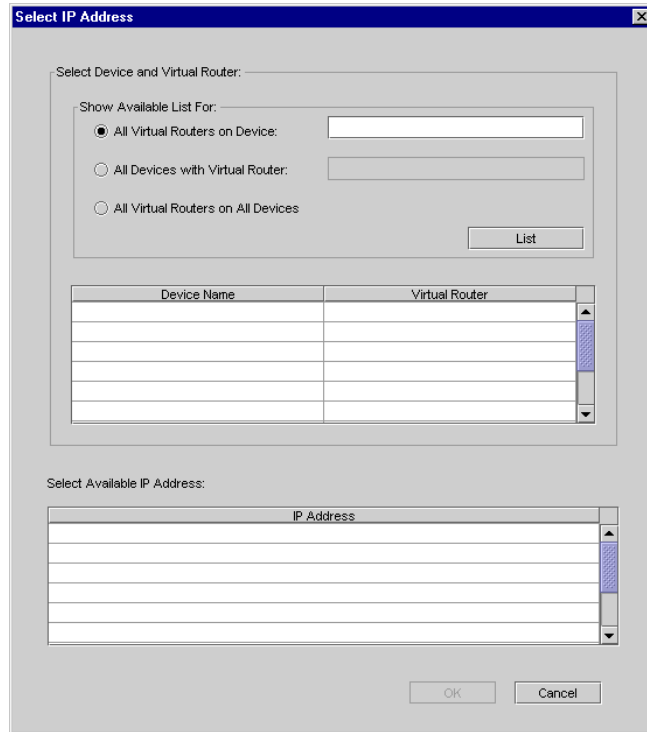 Select IP Address
Select Device and Virtual Router:
Show Available List For:
All Virtual Routers on Device:
All Devices with Virtual Router:
All Virtual Routers on All Devices
List
Device Name Virtual Router
Select Available IP Address:
IP Address
OK Cancel